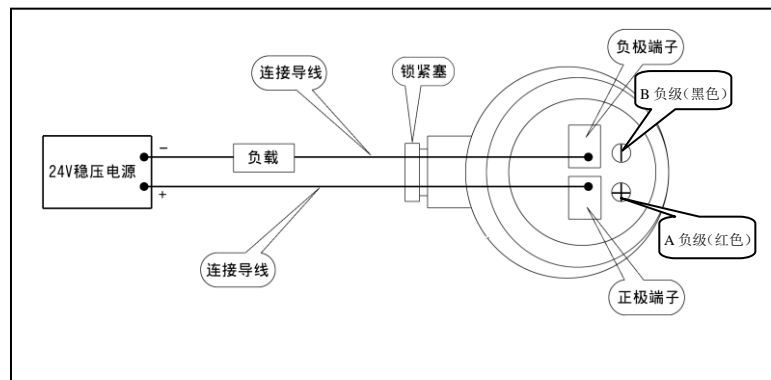 负极端子
连接导线
锁紧塞
B 负级(黑色)
24V稳压电源
－
负载
+
A 负级(红色)
连接导线
正极端子